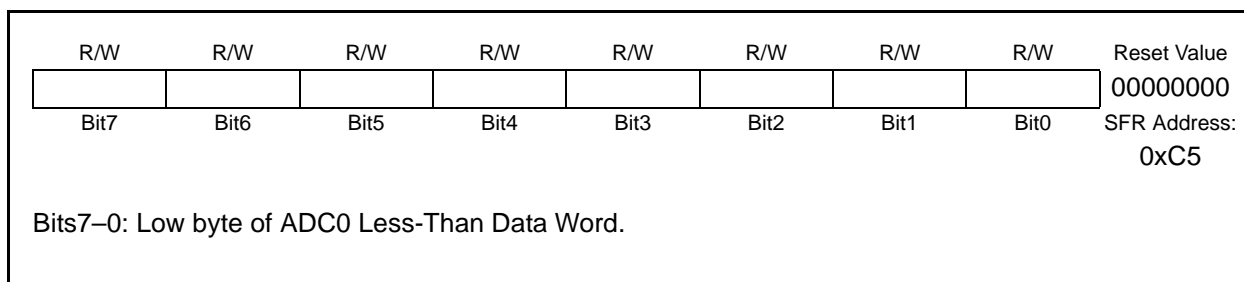 R/W R/W R/W R/W R/W R/W R/W R/W Reset Value
00000000
Bit7 Bit6 Bit5 Bit4 Bit3 Bit2 Bit1 Bit0 SFR Address:
0xC5
Bits7–0: Low byte of ADC0 Less-Than Data Word.